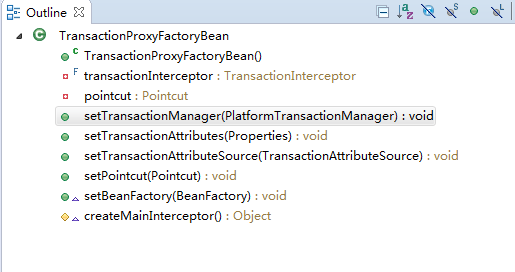 Outline
TransactionProxyFactoryBean
TransactionProxyFactoryBean()
transactionInterceptor : TransactionInterceptor
pointcut : Pointcut
setTransactionManager(PlatformTransactionManager) : void
setTransactionAttributes(Properties) : void
setTransactionAttributeSource(TransactionAttributeSource) : void
setPointcut(Pointcut) : void
setBeanFactory(BeanFactory) : void
createMainInterceptor() : Object